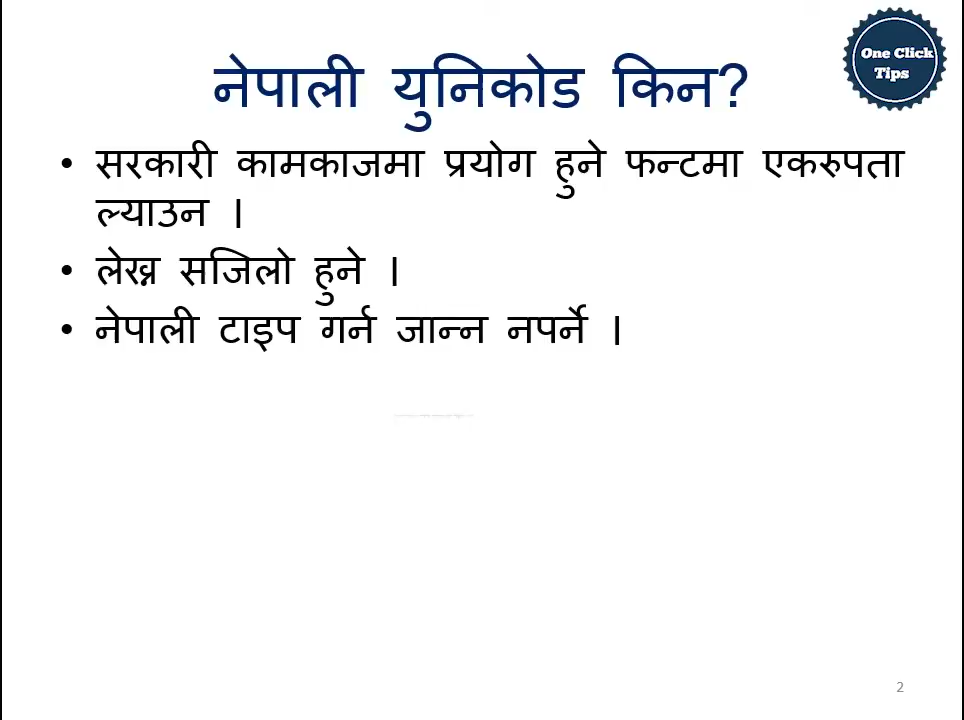 One Click
Tips
नेपाली युनिकोड किन?
• सरकारी कामकाजमा प्रयोग हुने फन्टमा एकरुपता
ल्याउन ।
• लेख्न सजिलो हुने ।
• नेपाली टाइप गर्न जान्न नपर्ने ।
2